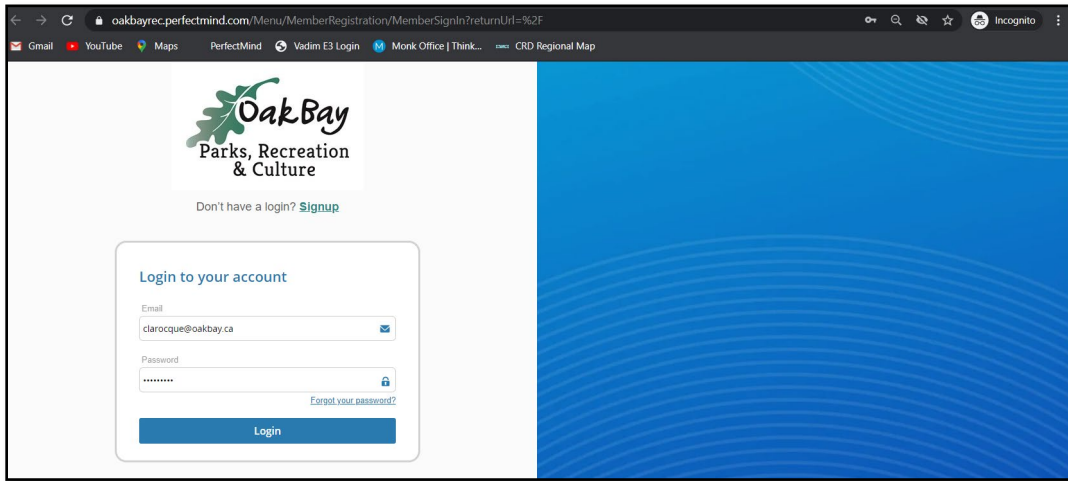 oakbayrec.perfectmind.com/Menu/MemberRegistration/MemberSignIn?returnUrl=%2F Incognito
Gmail YouTube Maps PerfectMind Vadim E3 Login Monk Office | Think... CRD Regional Map
Oak Bay
Parks, Recreation
& Culture
Don't have a login? Signup
Login to your account
Email
clarocque@oakbay.ca
Password
•••••••••
Forgot your password?
Login